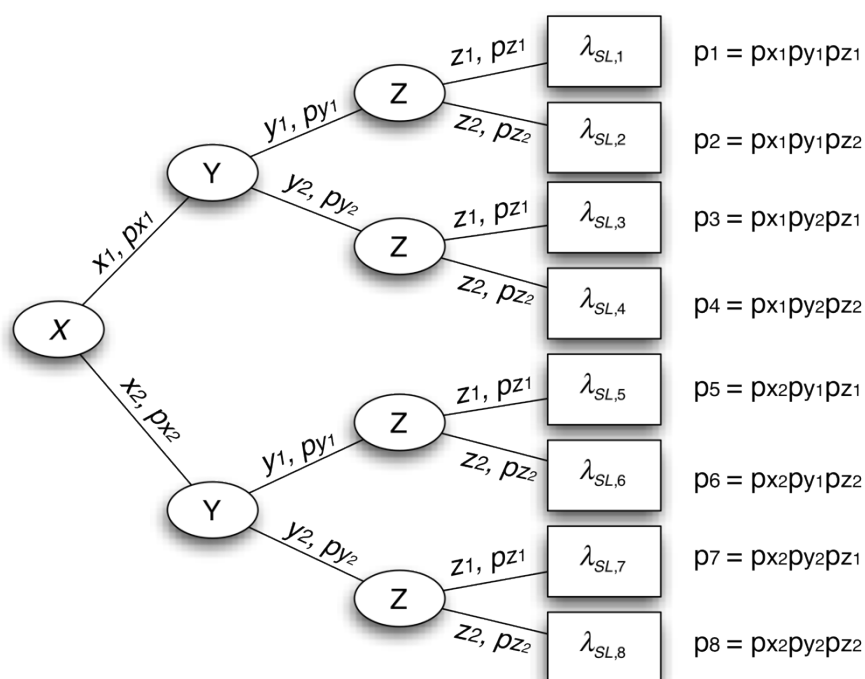 z1, pz1
λSL,1
p1 = px1py1pz1
Z
y1, py1
z2, pz2
λSL,2
p2 = px1py1pz2
Y
y2, py2
z1, pz1
λSL,3
p3 = px1py2pz1
x1, px1
Z
z2, pz2
λSL,4
p4 = px1py2pz2
X
z1, pz1
λSL,5
p5 = px2py1pz1
x2, px2
Z
y1, py1
z2, pz2
λSL,6
p6 = px2py1pz2
Y
y2, py2
z1, pz1
λSL,7
p7 = px2py2pz1
Z
z2, pz2
λSL,8
p8 = px2py2pz2